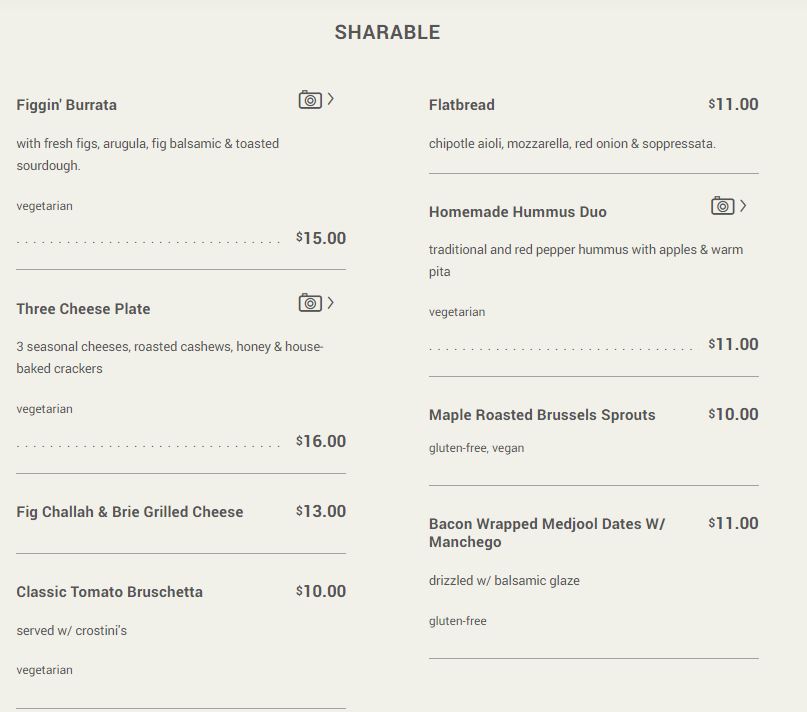 SHARABLE
Figgin' Burrata
with fresh figs, arugula, fig balsamic & toasted
sourdough.
vegetarian
. . . . . . . . . . . . . . . . . . . . . . . . . . . . . . . . $15.00
Three Cheese Plate
3 seasonal cheeses, roasted cashews, honey & house-
baked crackers
vegetarian
. . . . . . . . . . . . . . . . . . . . . . . . . . . . . . . . $16.00
Fig Challah & Brie Grilled Cheese $13.00
Classic Tomato Bruschetta $10.00
served w/ crostini's
vegetarian
Flatbread $11.00
chipotle aioli, mozzarella, red onion & soppressata.
Homemade Hummus Duo
traditional and red pepper hummus with apples & warm
pita
vegetarian
. . . . . . . . . . . . . . . . . . . . . . . . . . . . . . . . $11.00
Maple Roasted Brussels Sprouts $10.00
gluten-free, vegan
Bacon Wrapped Medjool Dates W/ $11.00
Manchego
drizzled w/ balsamic glaze
gluten-free